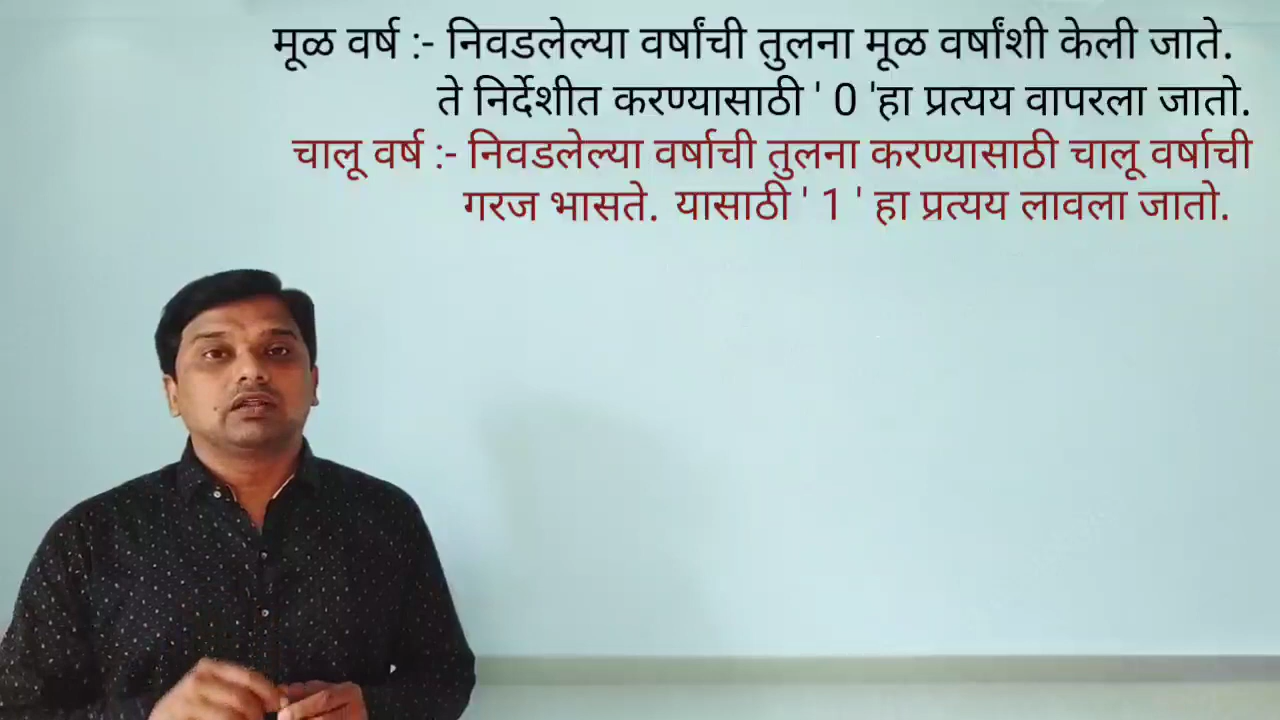 मूळ वर्ष :- निवडलेल्या वर्षांची तुलना मूळ वर्षांशी केली जाते.
ते निर्देशीत करण्यासाठी ' 0 'हा प्रत्यय वापरला जातो.
चालू वर्ष :- निवडलेल्या वर्षाची तुलना करण्यासाठी चालू वर्षाची
गरज भासते. यासाठी ' 1 ' हा प्रत्यय लावला जातो.